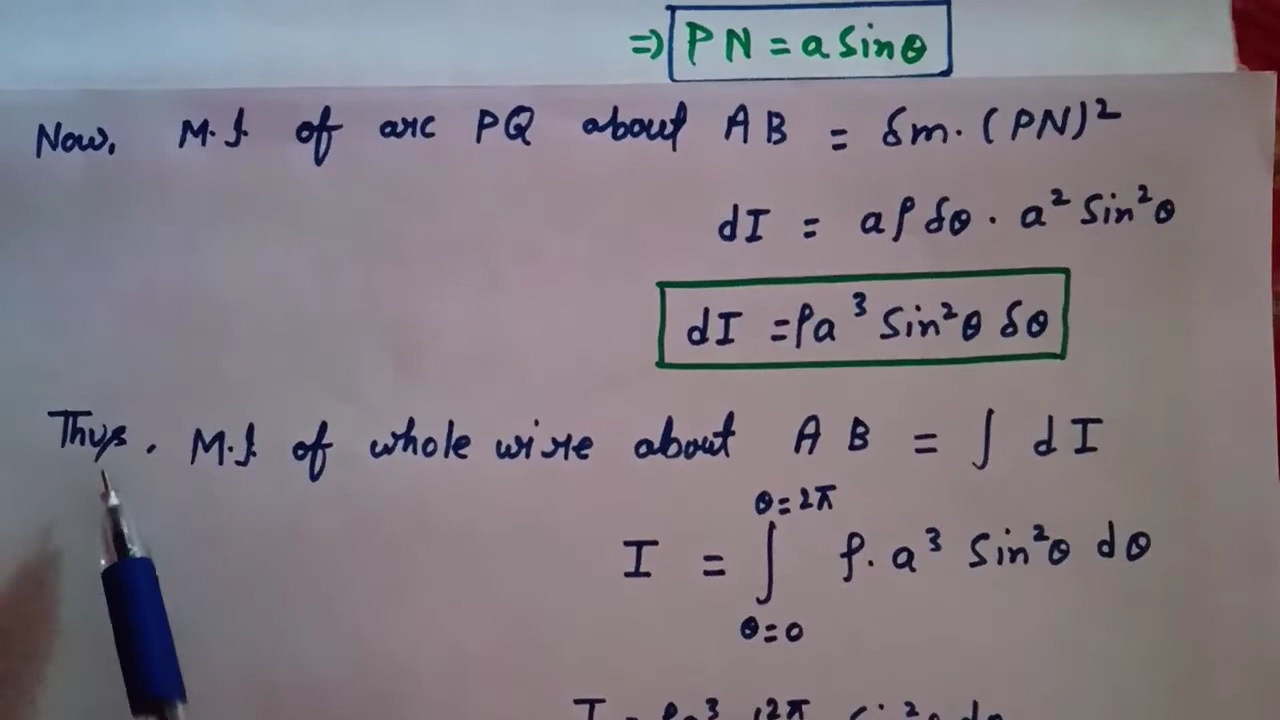 ⇒ PN = a Sinθ
Now, M.I of arc PQ about AB = δm. (PN)²
dI = aρ δθ . a² Sin²θ
dI = ρa³ Sin²θ δθ
Thus, M.I of whole wire about AB = ∫ dI
θ=2π
I = ∫ ρ. a³ Sin²θ dθ
θ=0